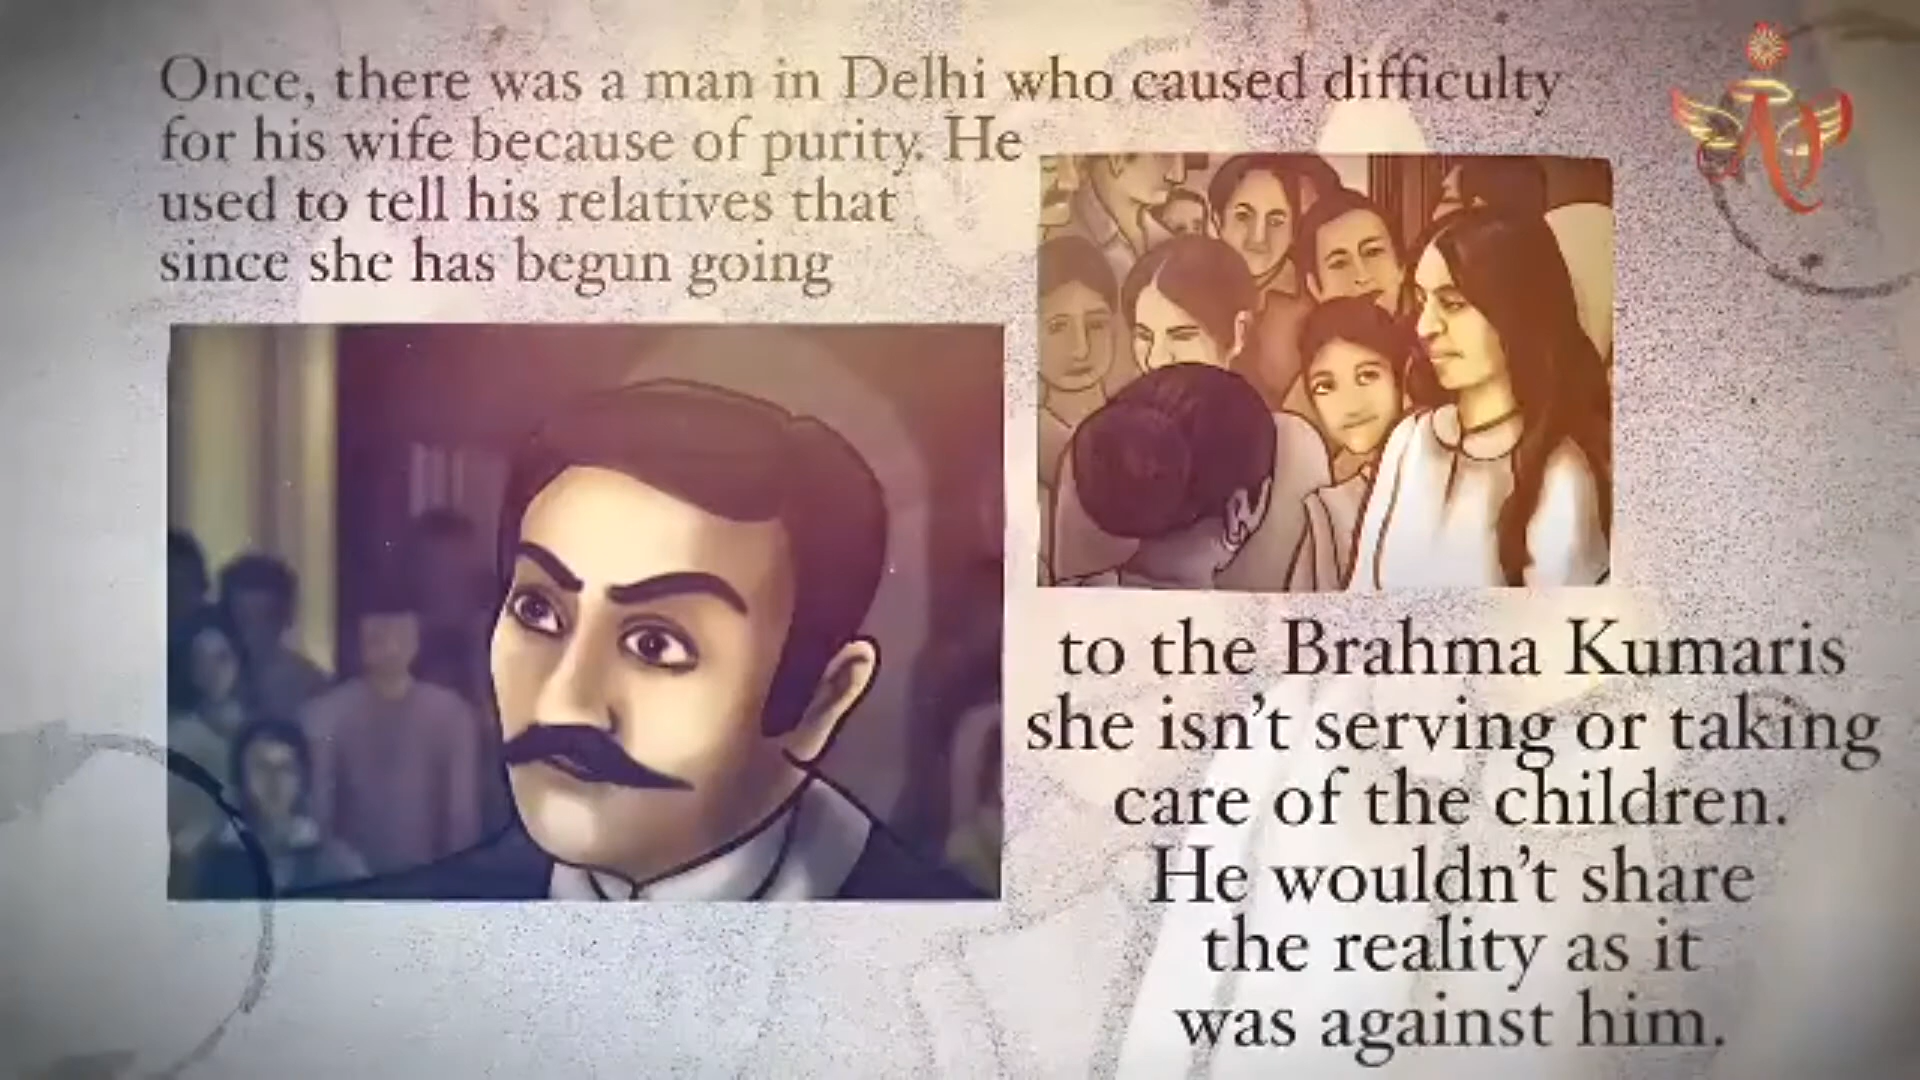 Once, there was a man in Delhi who caused difficulty
for his wife because of purity. He
used to tell his relatives that
since she has begun going
to the Brahma Kumaris
she isn't serving or taking
care of the children.
He wouldn't share
the reality as it
was against him.